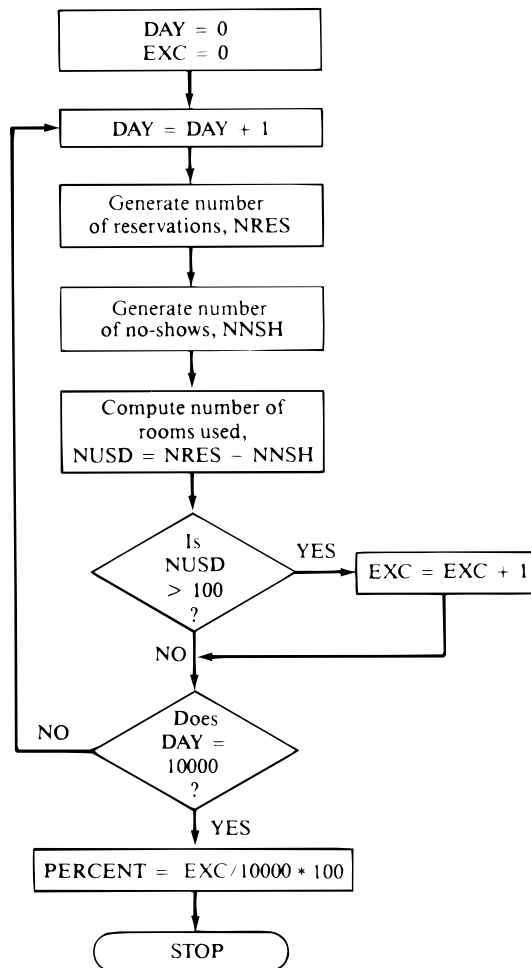 DAY = 0
EXC = 0
DAY = DAY + 1
Generate number
of reservations, NRES
Generate number
of no-shows, NNSH
Compute number of
rooms used,
NUSD = NRES – NNSH
Is
NUSD
> 100
?
YES
EXC = EXC + 1
NO
Does
DAY =
10000
?
NO
YES
PERCENT = EXC/10000 * 100
STOP